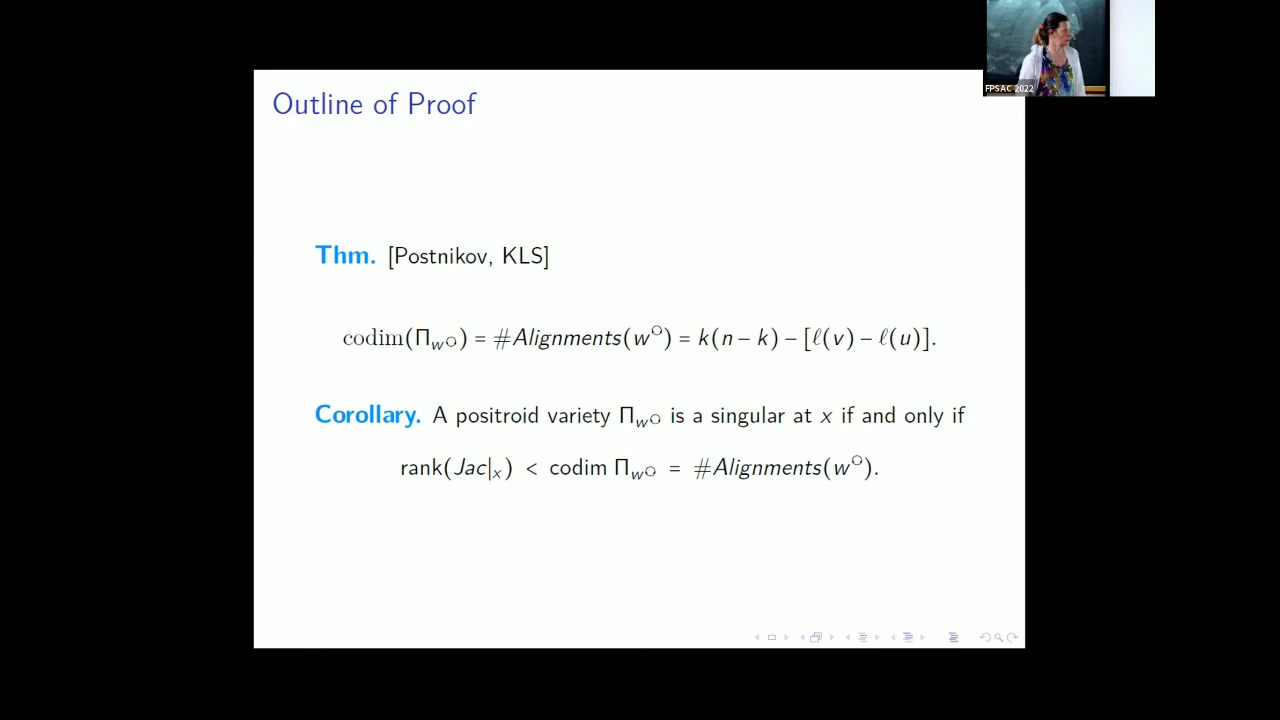 FPSAC 2022
Outline of Proof
Thm. [Postnikov, KLS]
codim(Π_{w^○}) = #Alignments(w^○) = k(n − k) − [ℓ(v) − ℓ(u)].
Corollary. A positroid variety Π_{w^○} is a singular at x if and only if
rank(Jac|_x) < codim Π_{w^○} = #Alignments(w^○).